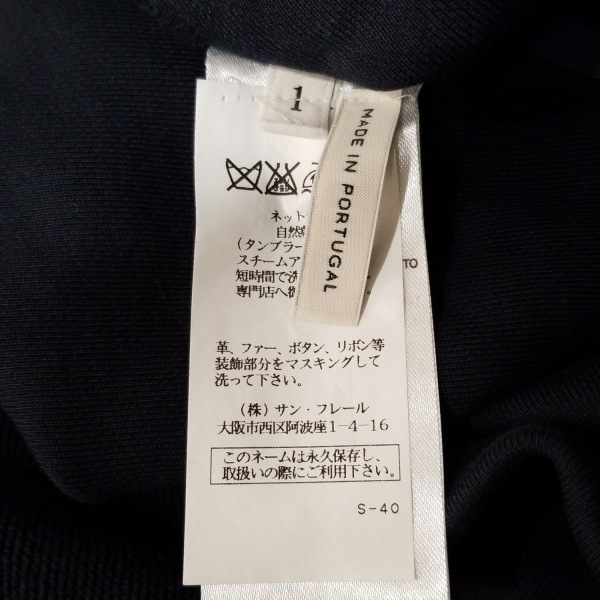 1
MADE IN PORTUGAL
ネット
自然
(タンブラー
スチームア
TO
短時間で洗
専門店へ
革、ファー、ボタン、リボン等
装飾部分をマスキングして
洗って下さい。
(株) サン・フレール
大阪市西区阿波座1-4-16
このネームは永久保存し、
取扱いの際にご利用下さい。
S-40